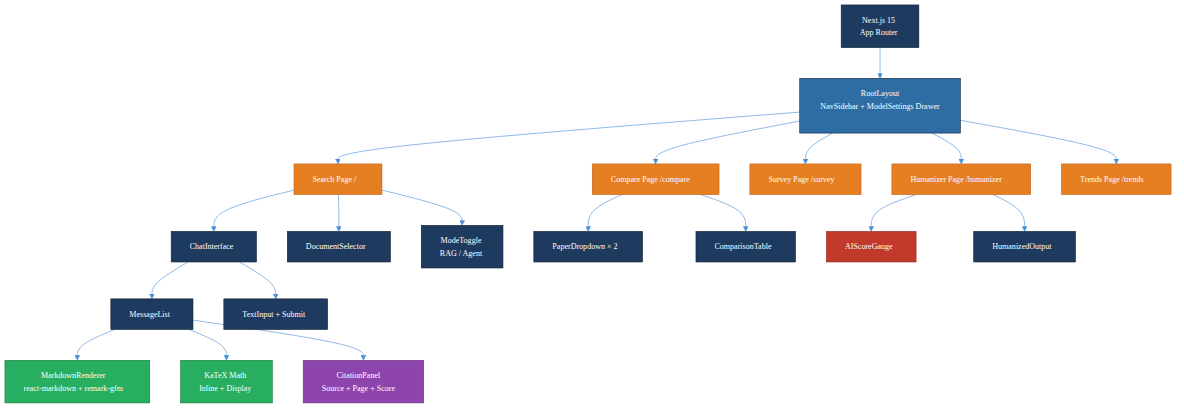 Next.js 15
App Router
RootLayout
NavSidebar + ModelSettings Drawer
Search Page /
Compare Page /compare
Survey Page /survey
Humanizer Page /humanizer
Trends Page /trends
ChatInterface
DocumentSelector
ModeToggle
RAG / Agent
PaperDropdown × 2
ComparisonTable
AIScoreGauge
HumanizedOutput
MessageList
TextInput + Submit
MarkdownRenderer
react-markdown + remark-gfm
KaTeX Math
Inline + Display
CitationPanel
Source + Page + Score